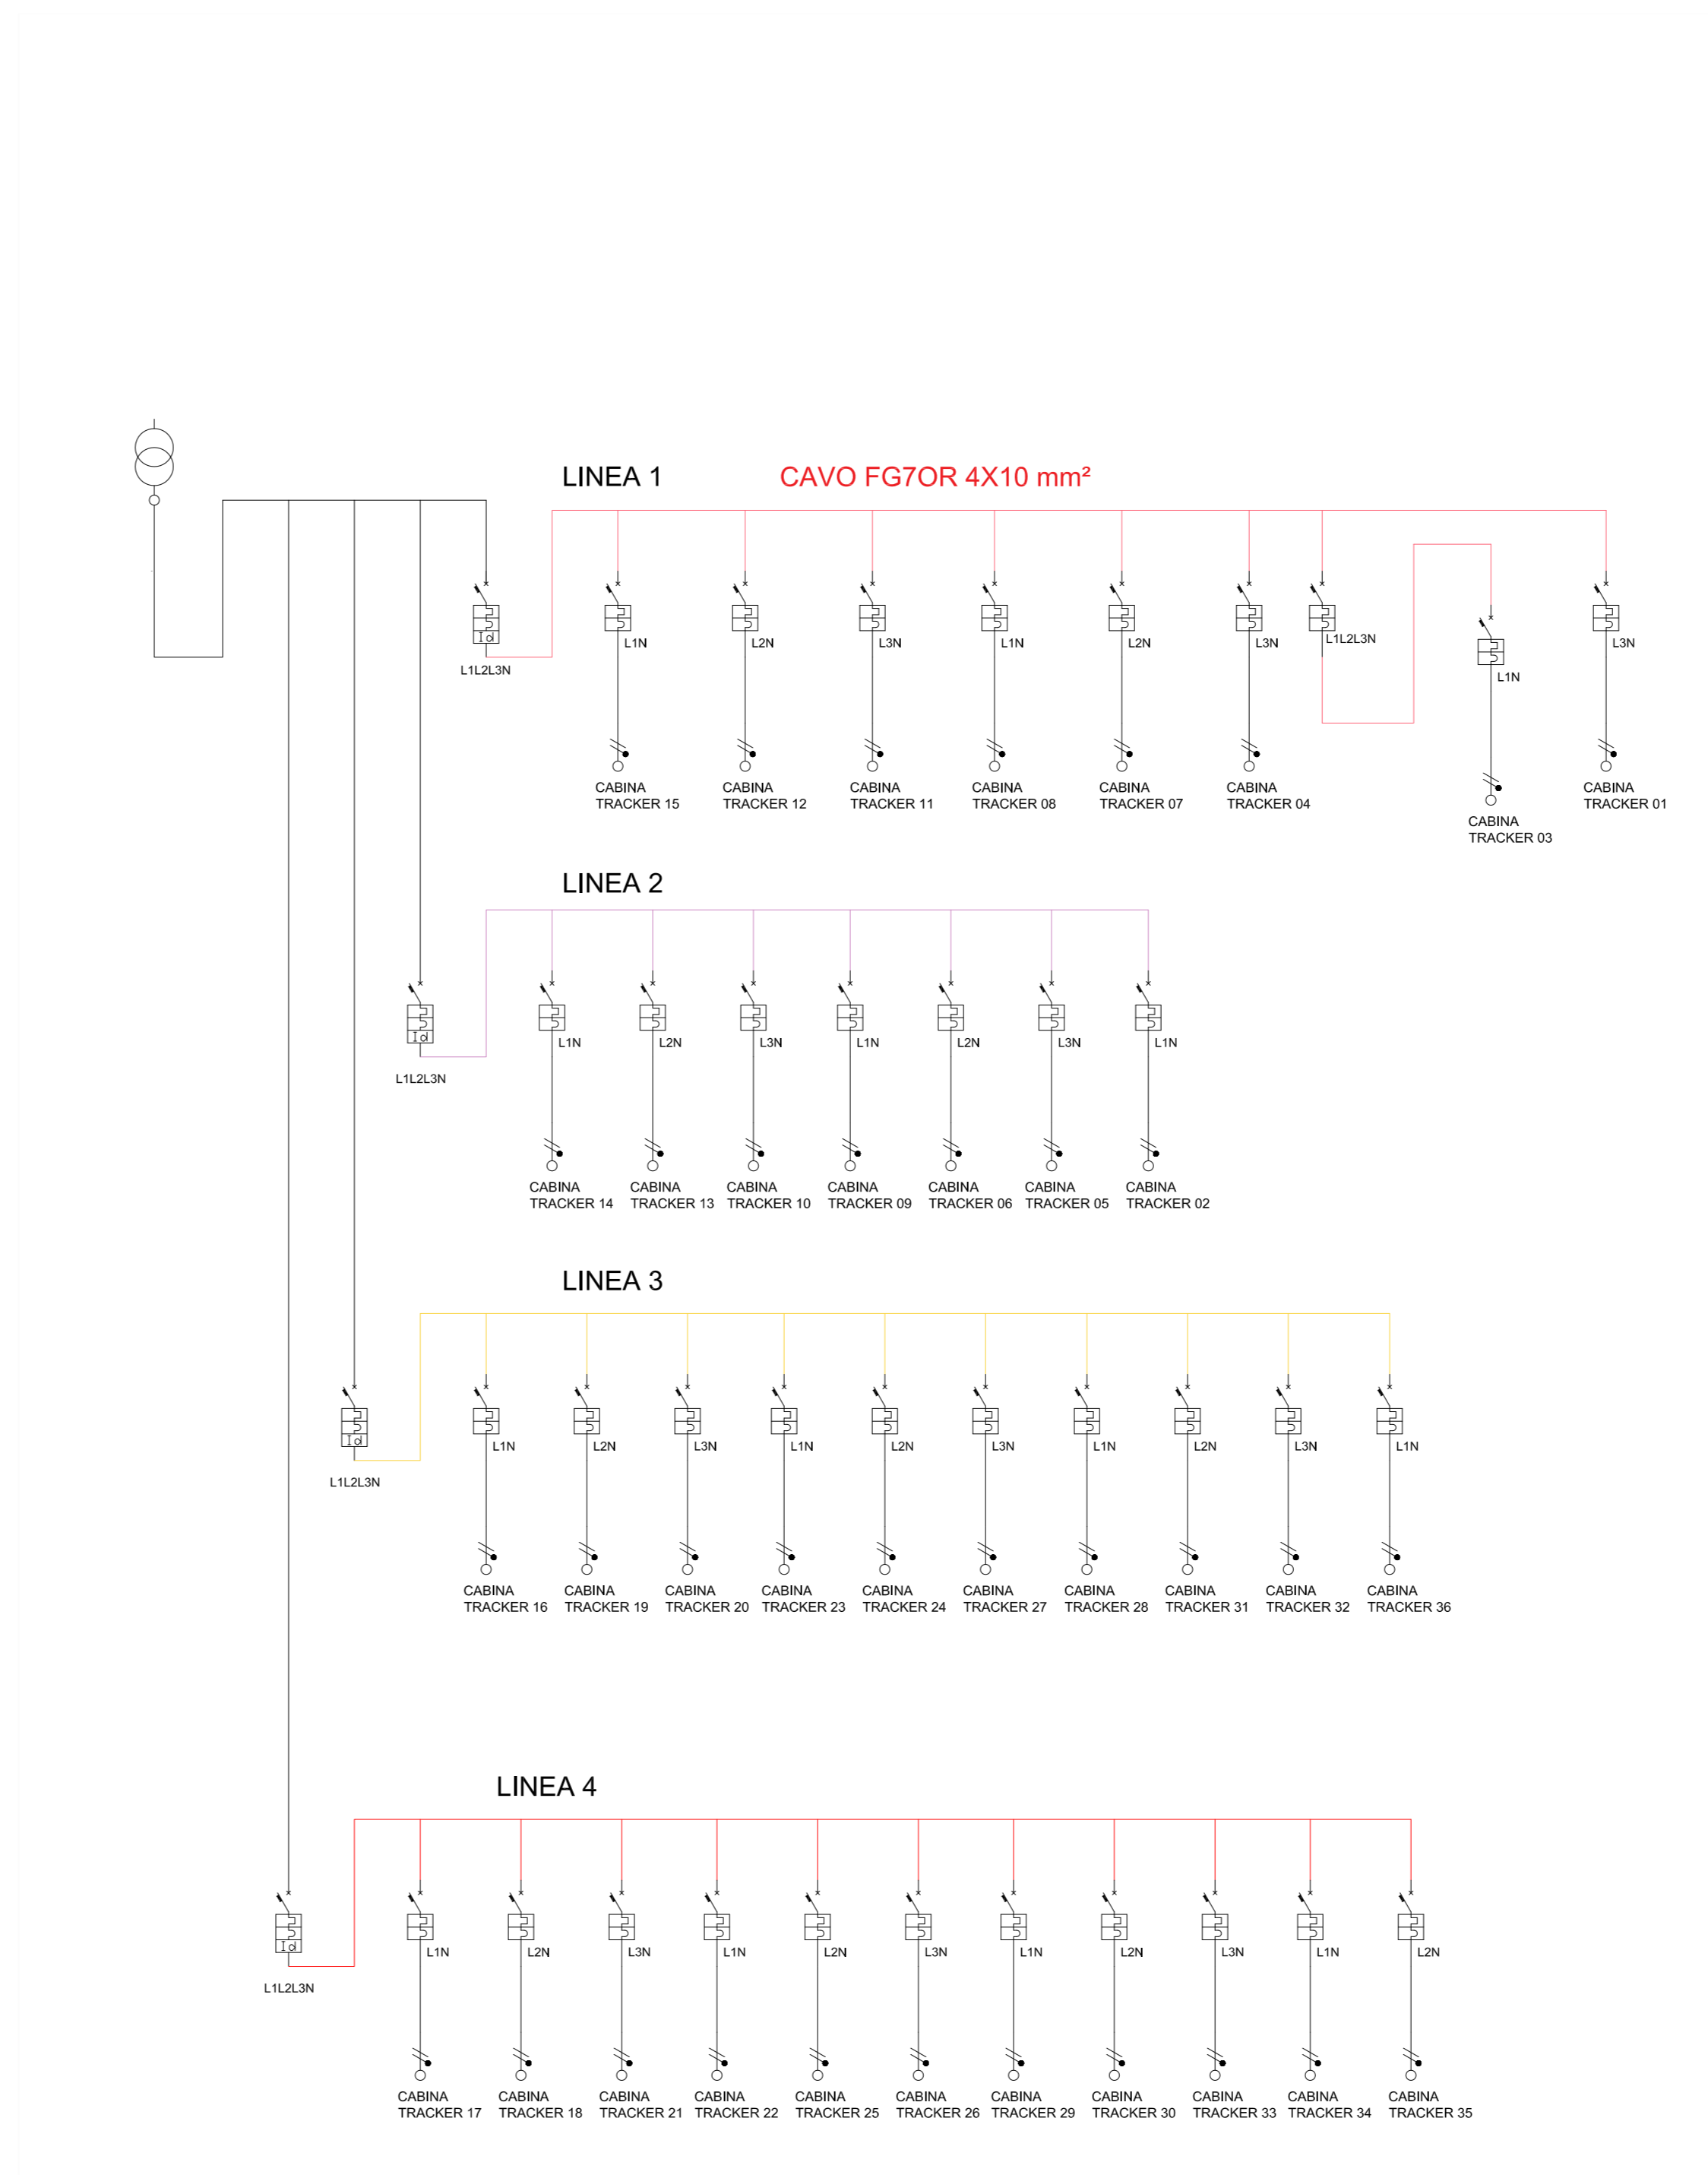 LINEA 1
CAVO FG7OR 4X10 mm²
Id
L1L2L3N
L1N
L2N
L3N
L1N
L2N
L3N
L1L2L3N
L1N
L3N
CABINA
TRACKER 15
CABINA
TRACKER 12
CABINA
TRACKER 11
CABINA
TRACKER 08
CABINA
TRACKER 07
CABINA
TRACKER 04
CABINA
TRACKER 03
CABINA
TRACKER 01
LINEA 2
Id
L1L2L3N
L1N
L2N
L3N
L1N
L2N
L3N
L1N
CABINA
TRACKER 14
CABINA
TRACKER 13
CABINA
TRACKER 10
CABINA
TRACKER 09
CABINA
TRACKER 06
CABINA
TRACKER 05
CABINA
TRACKER 02
LINEA 3
Id
L1L2L3N
L1N
L2N
L3N
L1N
L2N
L3N
L1N
L2N
L3N
L1N
CABINA
TRACKER 16
CABINA
TRACKER 19
CABINA
TRACKER 20
CABINA
TRACKER 23
CABINA
TRACKER 24
CABINA
TRACKER 27
CABINA
TRACKER 28
CABINA
TRACKER 31
CABINA
TRACKER 32
CABINA
TRACKER 36
LINEA 4
Id
L1L2L3N
L1N
L2N
L3N
L1N
L2N
L3N
L1N
L2N
L3N
L1N
L2N
CABINA
TRACKER 17
CABINA
TRACKER 18
CABINA
TRACKER 21
CABINA
TRACKER 22
CABINA
TRACKER 25
CABINA
TRACKER 26
CABINA
TRACKER 29
CABINA
TRACKER 30
CABINA
TRACKER 33
CABINA
TRACKER 34
CABINA
TRACKER 35